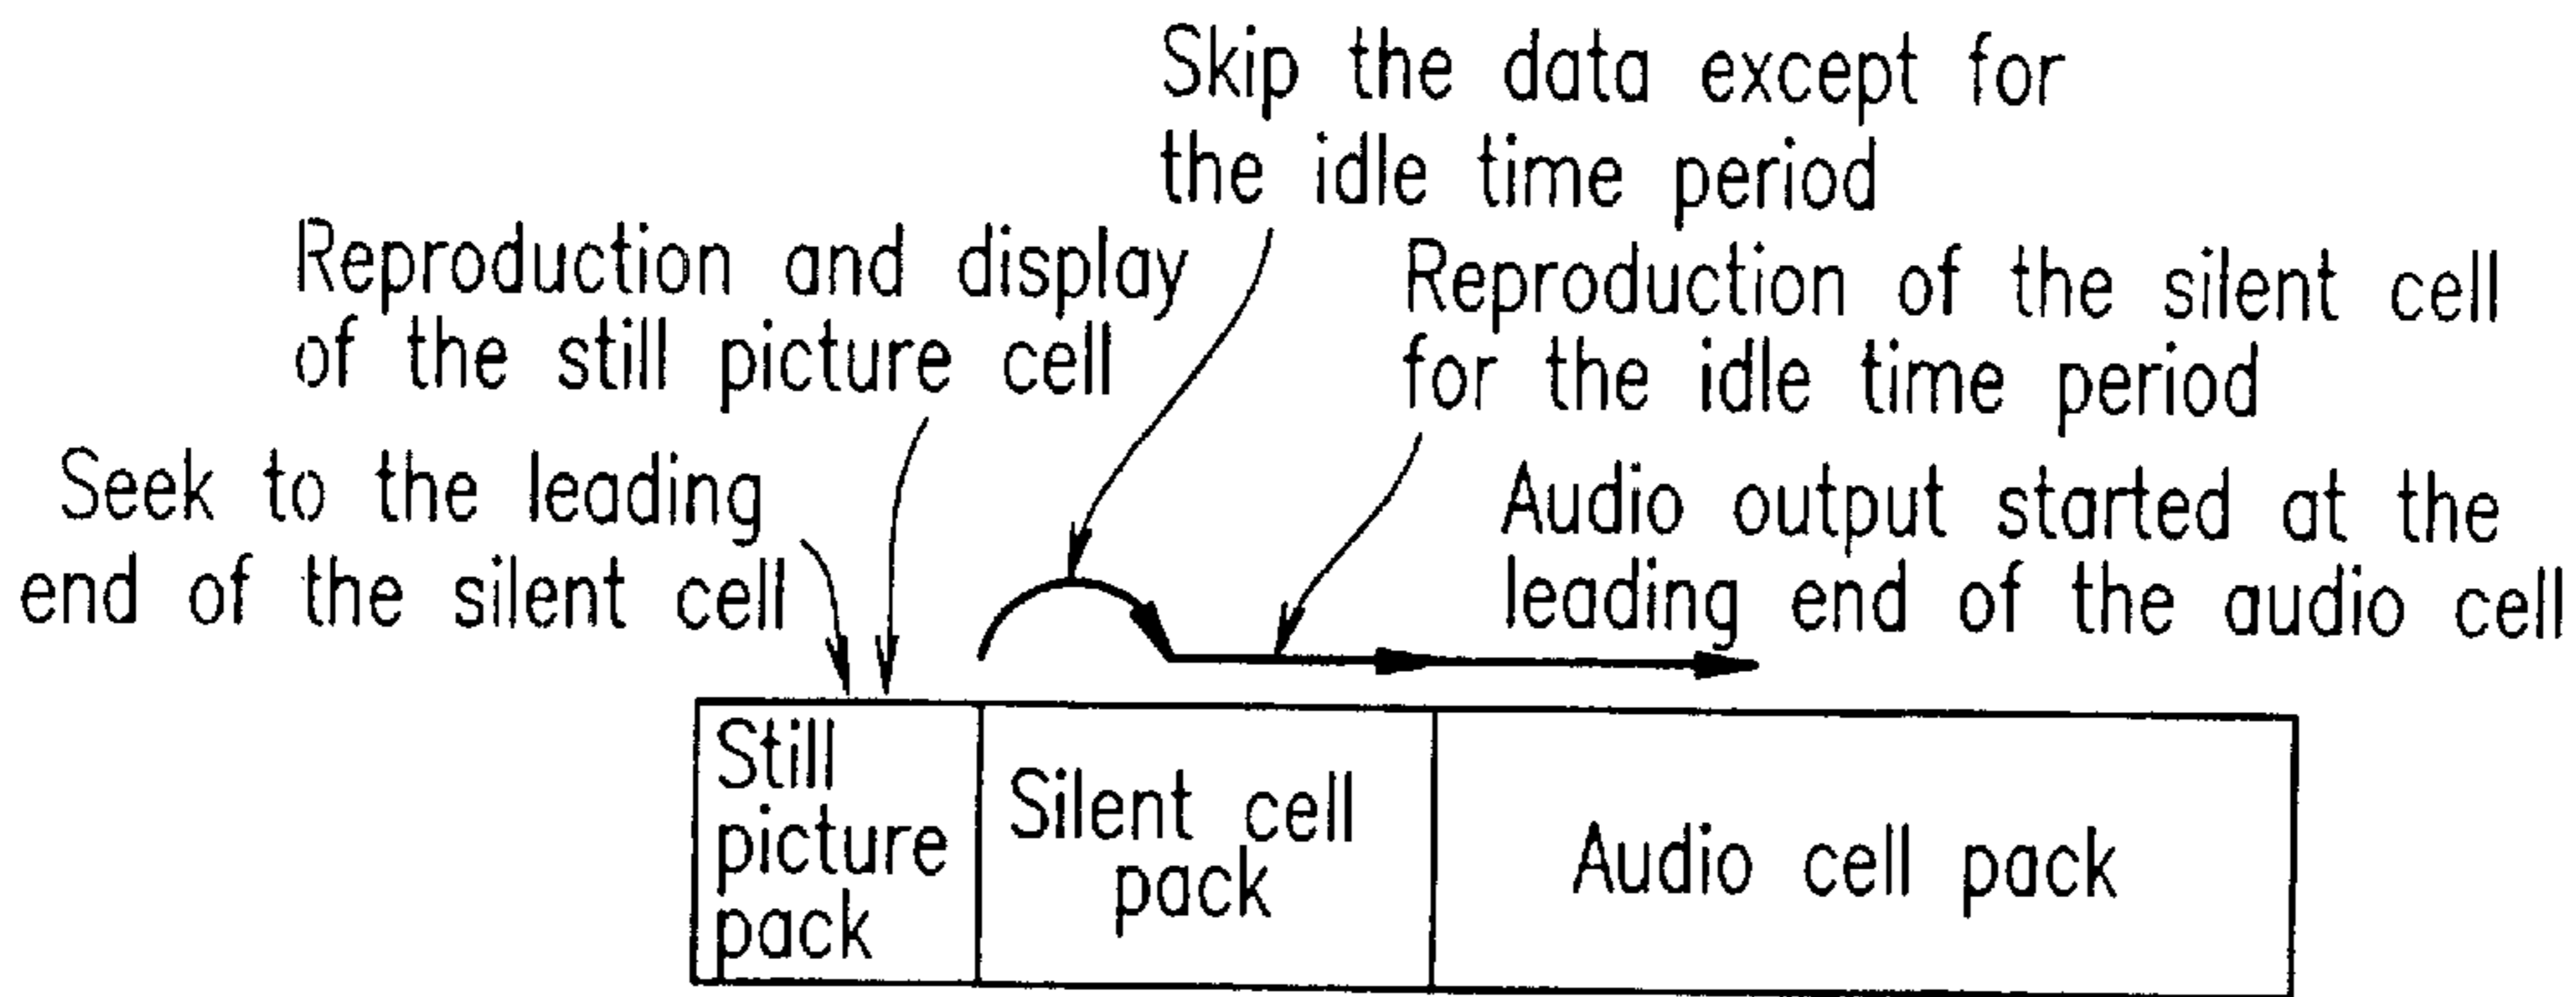 Skip the data except for
the idle time period
Reproduction and display
of the still picture cell
Reproduction of the silent cell
for the idle time period
Seek to the leading
end of the silent cell
Audio output started at the
leading end of the audio cell
Still
picture
pack
Silent cell
pack
Audio cell pack